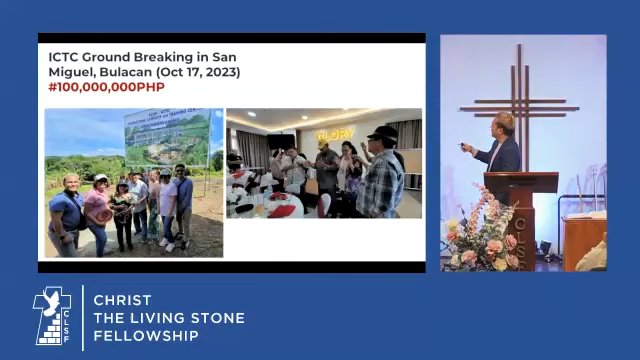 ICTC Ground Breaking in San
Miguel, Bulacan (Oct 17, 2023)
#100,000,000PHP
GLORY
CLSF
CHRIST
THE LIVING STONE
FELLOWSHIP